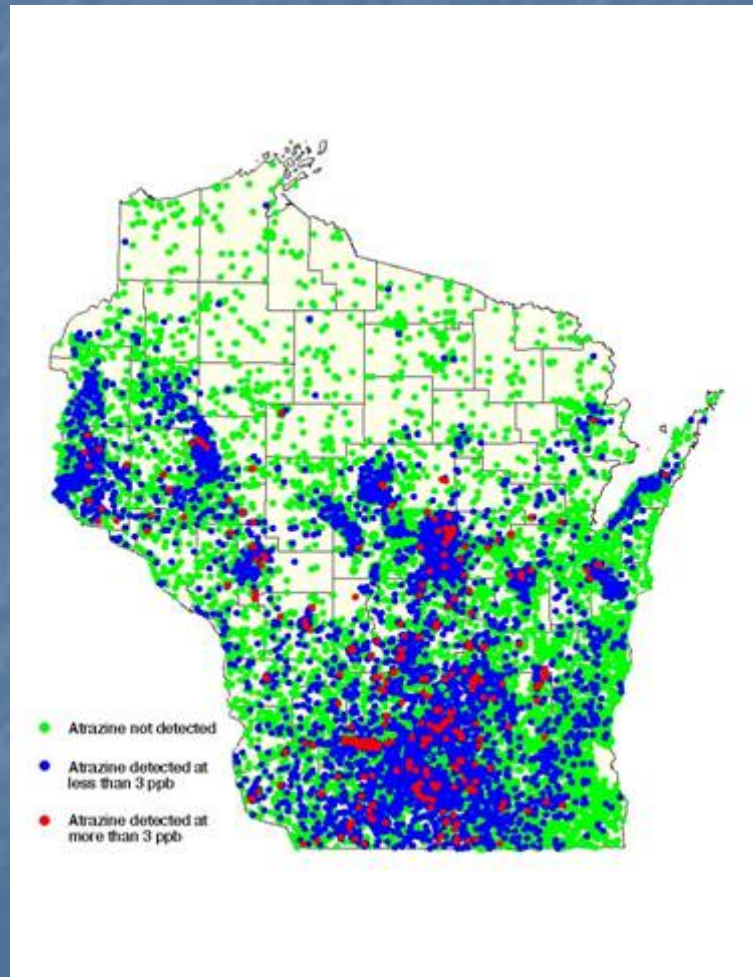 Atrazine not detected
Atrazine detected at
less than 3 ppb
Atrazine detected at
more than 3 ppb